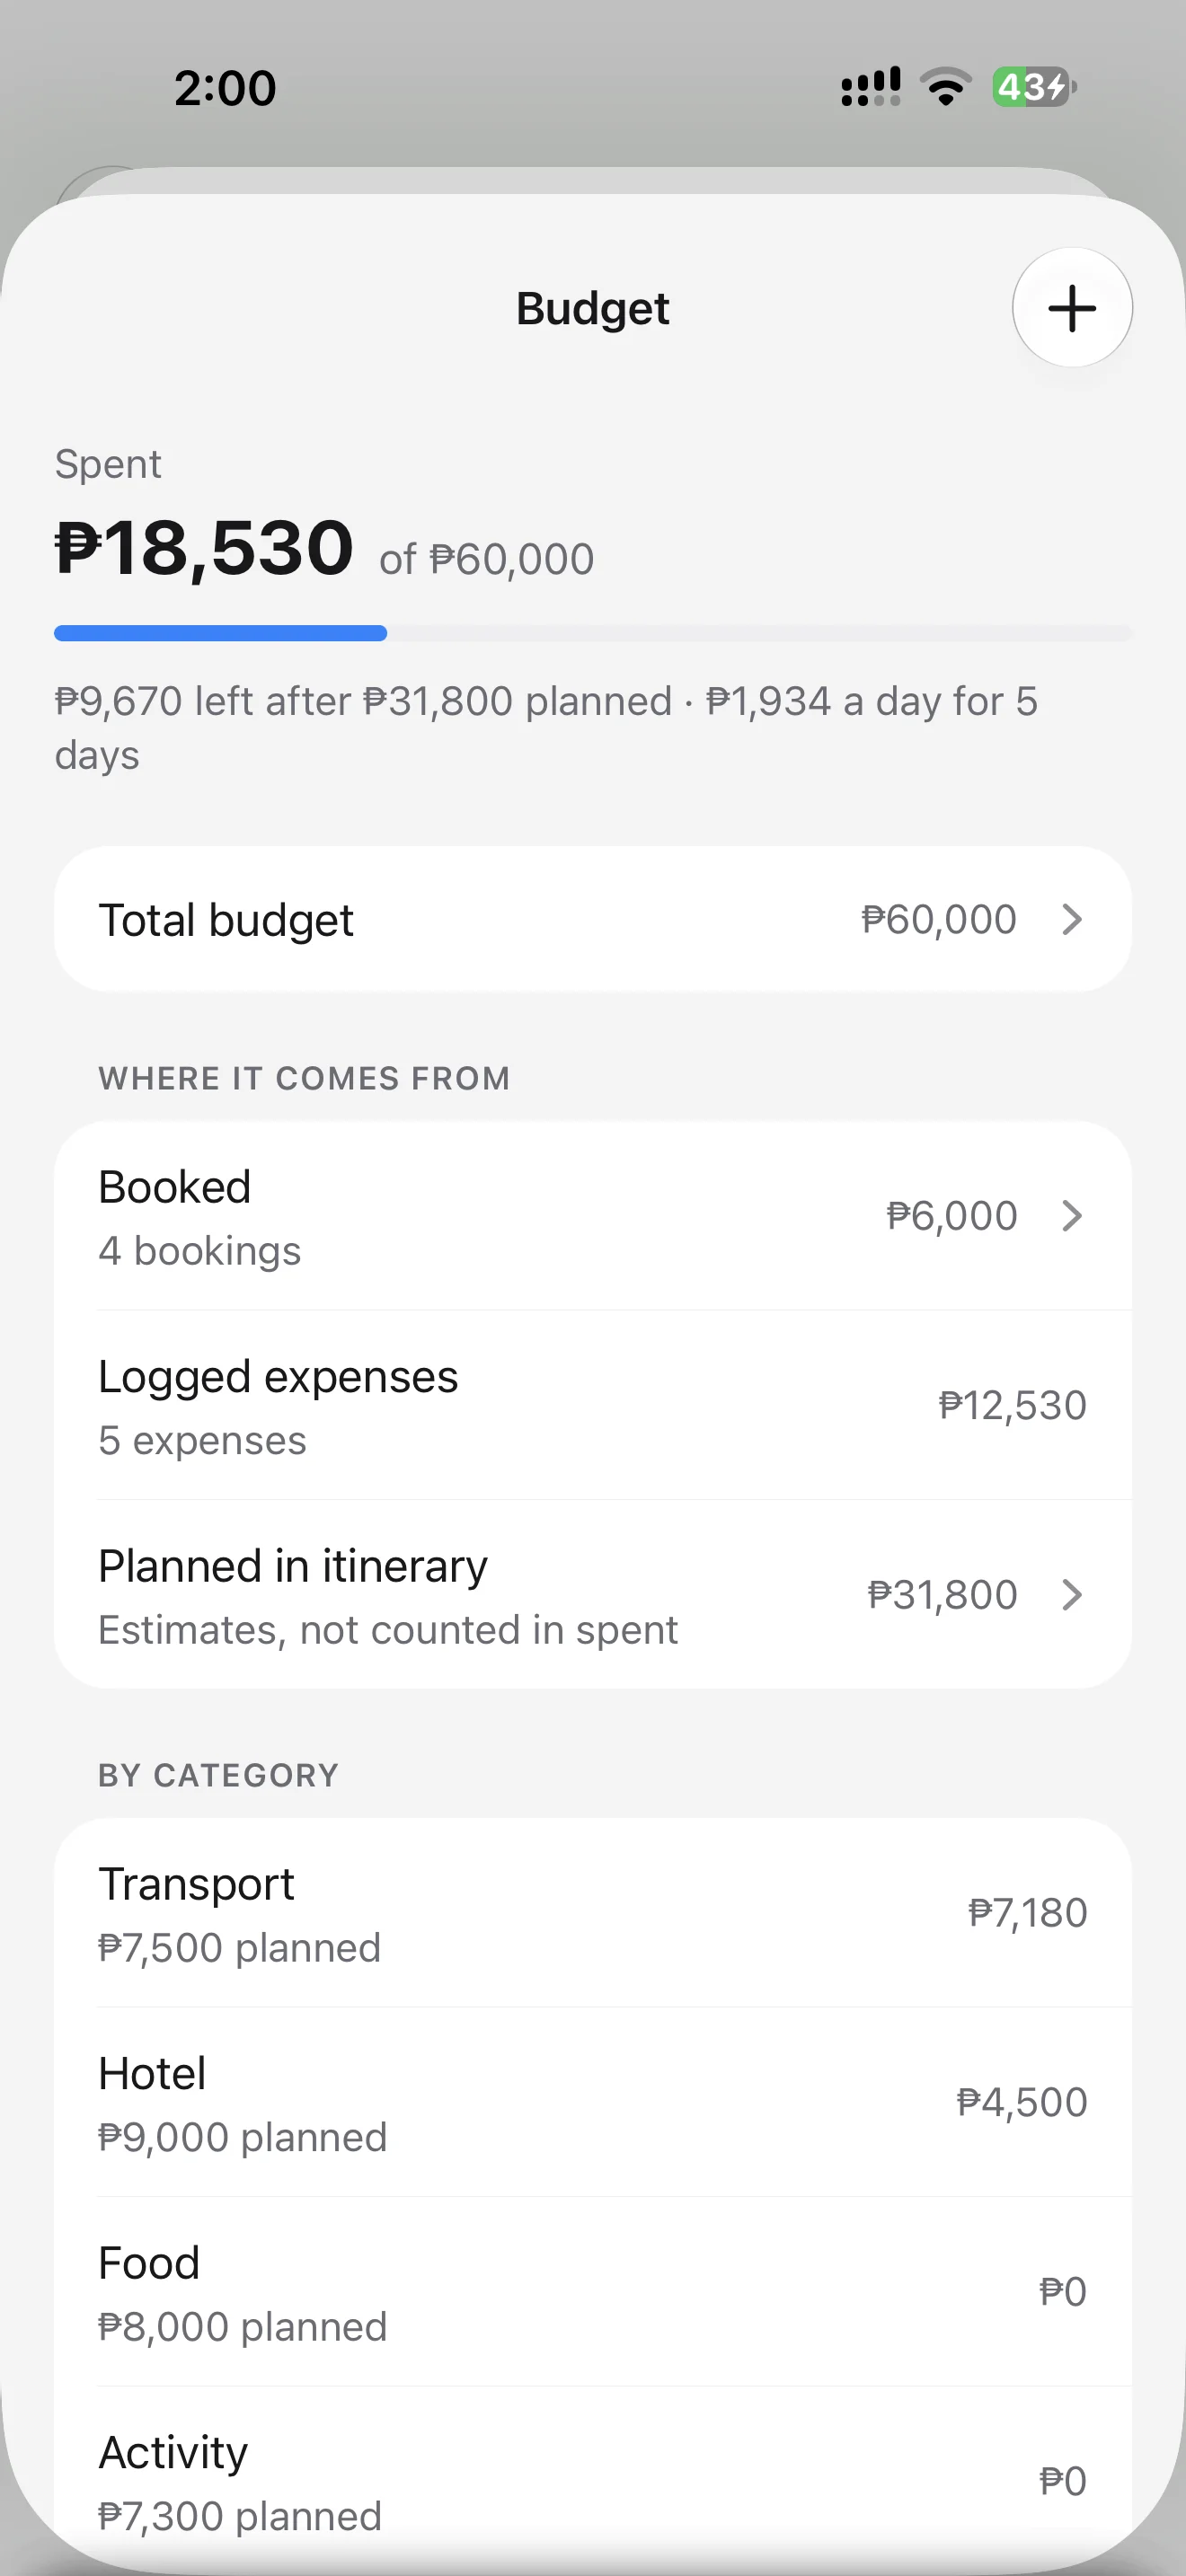 2:00
43
Budget
Spent
₱18,530 of ₱60,000
₱9,670 left after ₱31,800 planned · ₱1,934 a day for 5
days
Total budget ₱60,000
WHERE IT COMES FROM
Booked
₱6,000
4 bookings
Logged expenses
₱12,530
5 expenses
Planned in itinerary
₱31,800
Estimates, not counted in spent
BY CATEGORY
Transport
₱7,180
₱7,500 planned
Hotel
₱4,500
₱9,000 planned
Food
₱0
₱8,000 planned
Activity
₱0
₱7,300 planned